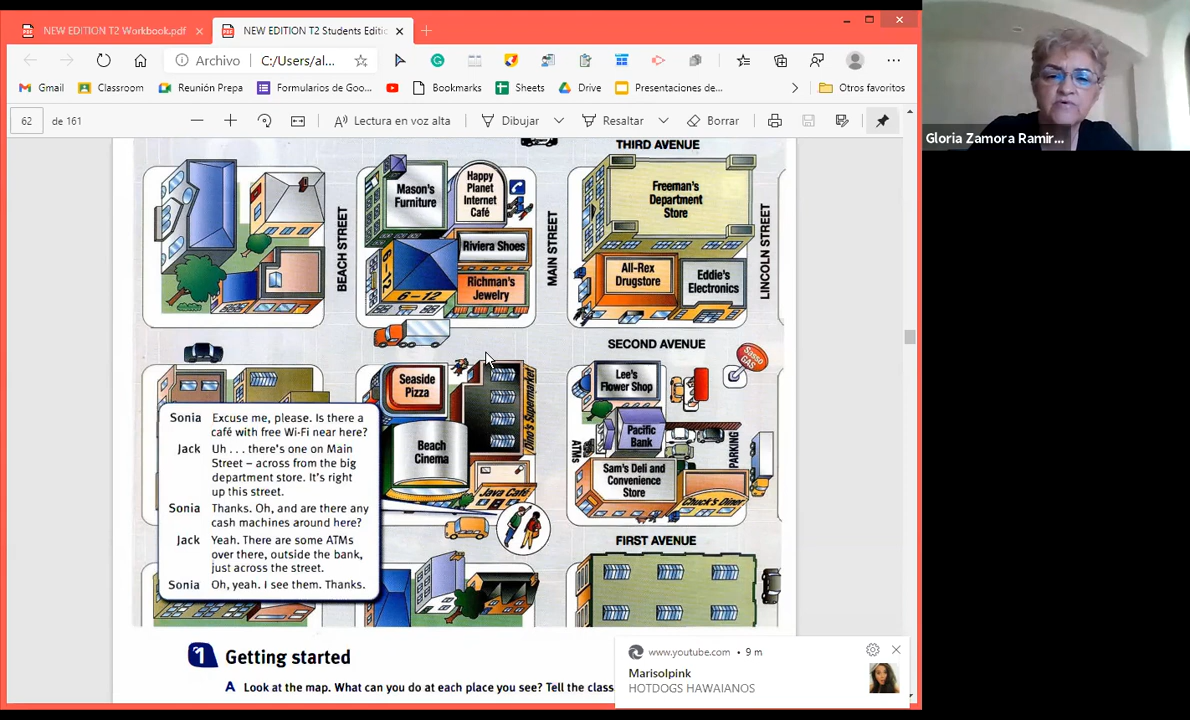 NEW EDITION T2 Workbook.pdf
NEW EDITION T2 Students Editio
Archivo
C:/Users/al...
Gmail
Classroom
Reunión Prepa
Formularios de Goo...
Bookmarks
Sheets
Drive
Presentaciones de...
Otros favoritos
62
de 161
Lectura en voz alta
Dibujar
Resaltar
Borrar
Gloria Zamora Ramir...
THIRD AVENUE
Mason's
Furniture
Happy
Planet
Internet
Café
Freeman's
Department
Store
BEACH STREET
MAIN STREET
LINCOLN STREET
Riviera Shoes
6-12
6-12
Richman's
Jewelry
All-Rex
Drugstore
Eddie's
Electronics
SECOND AVENUE
Sasso
GAS
Seaside
Pizza
Dino's Supermarket
Lee's
Flower Shop
Beach
Cinema
Pacific
Bank
ATMs
PARKING
Java Café
Sam's Deli and
Convenience
Store
Chuck's Diner
FIRST AVENUE
Sonia Excuse me, please. Is there a
café with free Wi-Fi near here?
Jack Uh . . . there's one on Main
Street – across from the big
department store. It's right
up this street.
Sonia Thanks. Oh, and are there any
cash machines around here?
Jack Yeah. There are some ATMs
over there, outside the bank,
just across the street.
Sonia Oh, yeah. I see them. Thanks.
1 Getting started
A Look at the map. What can you do at each place you see? Tell the class
www.youtube.com • 9 m
Marisolpink
HOTDOGS HAWAIANOS